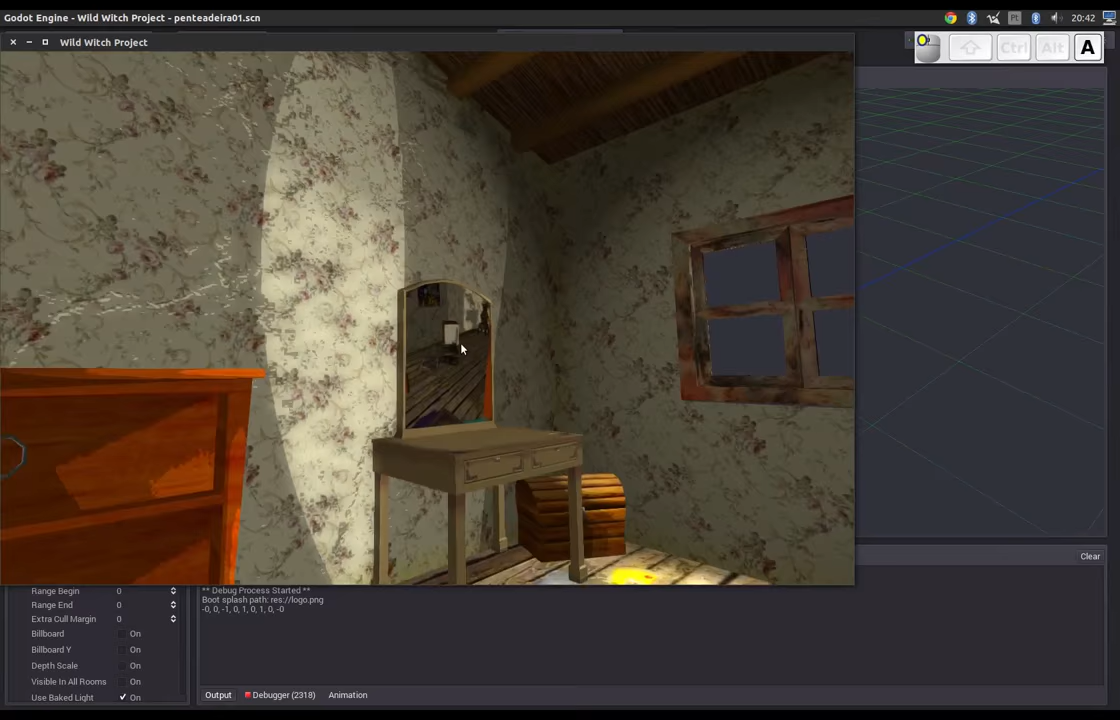 Godot Engine - Wild Witch Project - penteadeira01.scn
Pt
20:42
Wild Witch Project
Ctrl
Alt
A
Clear
Range Begin 0
Range End 0
Extra Cull Margin 0
Billboard On
Billboard Y On
Depth Scale On
Visible In All Rooms On
Use Baked Light On
** Debug Process Started **
Boot splash path: res://logo.png
-0, 0, -1, 0, 1, 0, 1, 0, -0
Output
Debugger (2318)
Animation